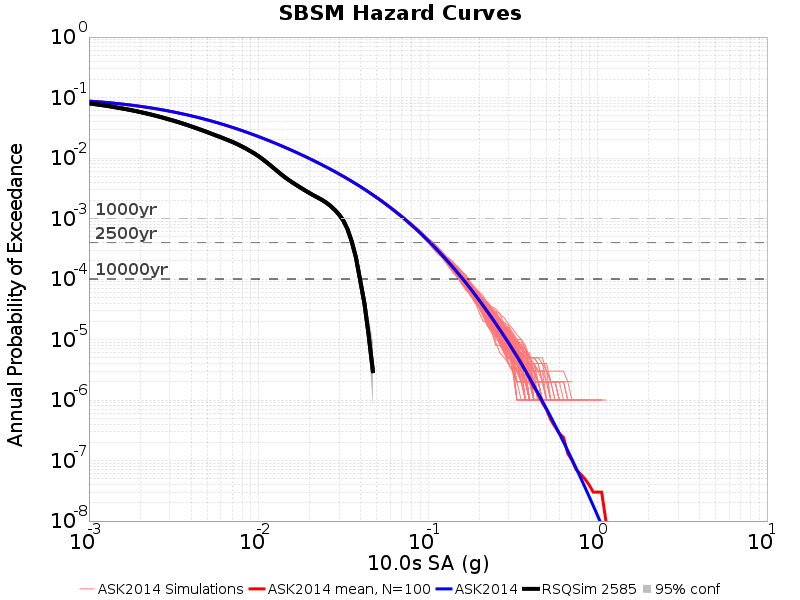 SBSM Hazard Curves
Annual Probability of Exceedance
10^0
10^-1
10^-2
10^-3
10^-4
10^-5
10^-6
10^-7
10^-8
1000yr
2500yr
10000yr
10^-3 10^-2 10^-1 10^0 10^1
10.0s SA (g)
ASK2014 Simulations ASK2014 mean, N=100 ASK2014 RSQSim 2585 95% conf